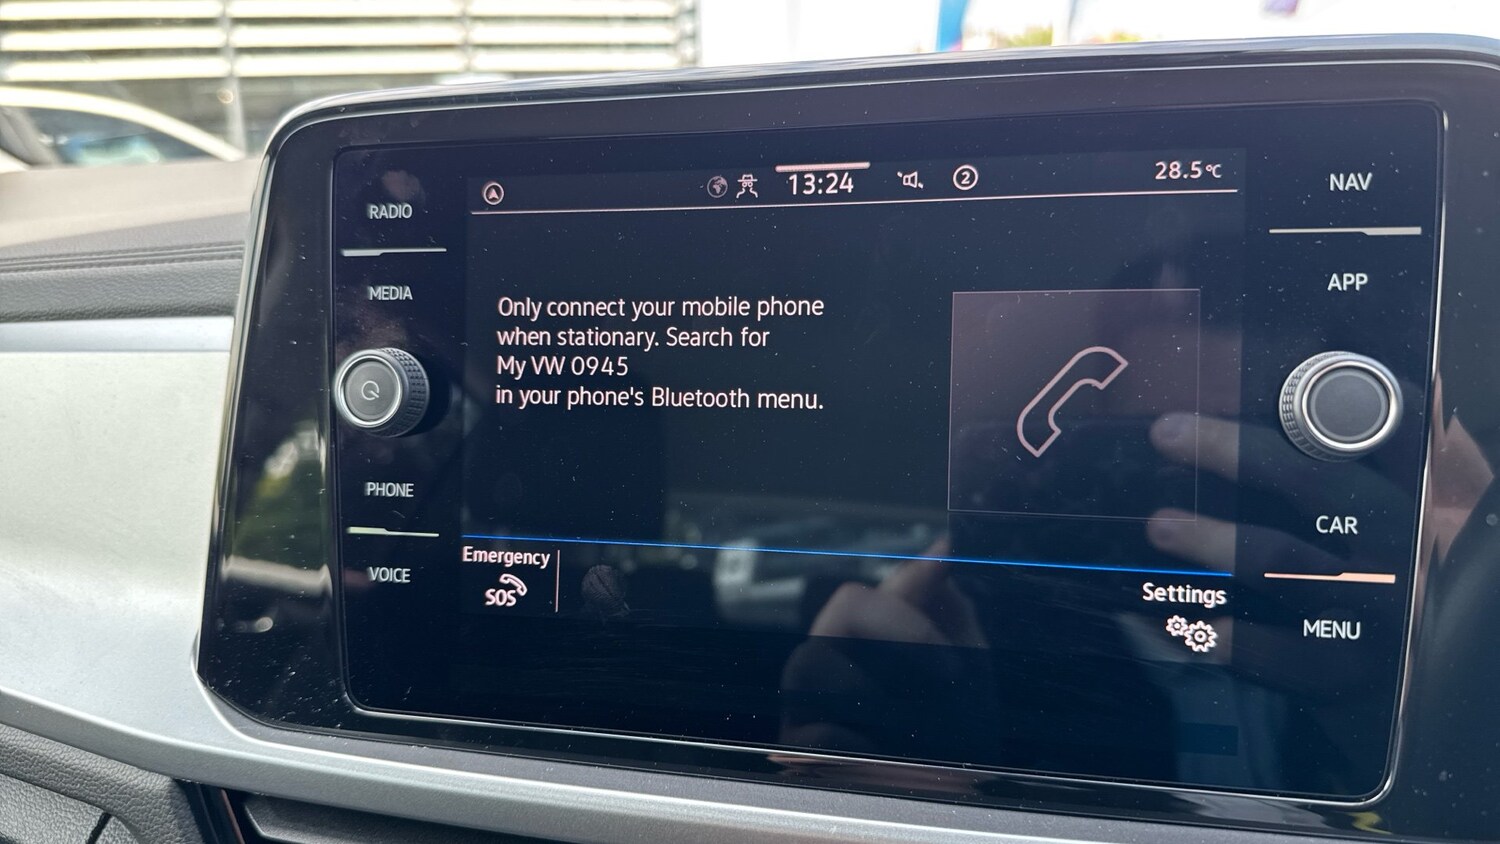 RADIO
MEDIA
PHONE
VOICE
13:24
2
28.5°C
Only connect your mobile phone
when stationary. Search for
My VW 0945
in your phone's Bluetooth menu.
Emergency
SOS
Settings
NAV
APP
CAR
MENU